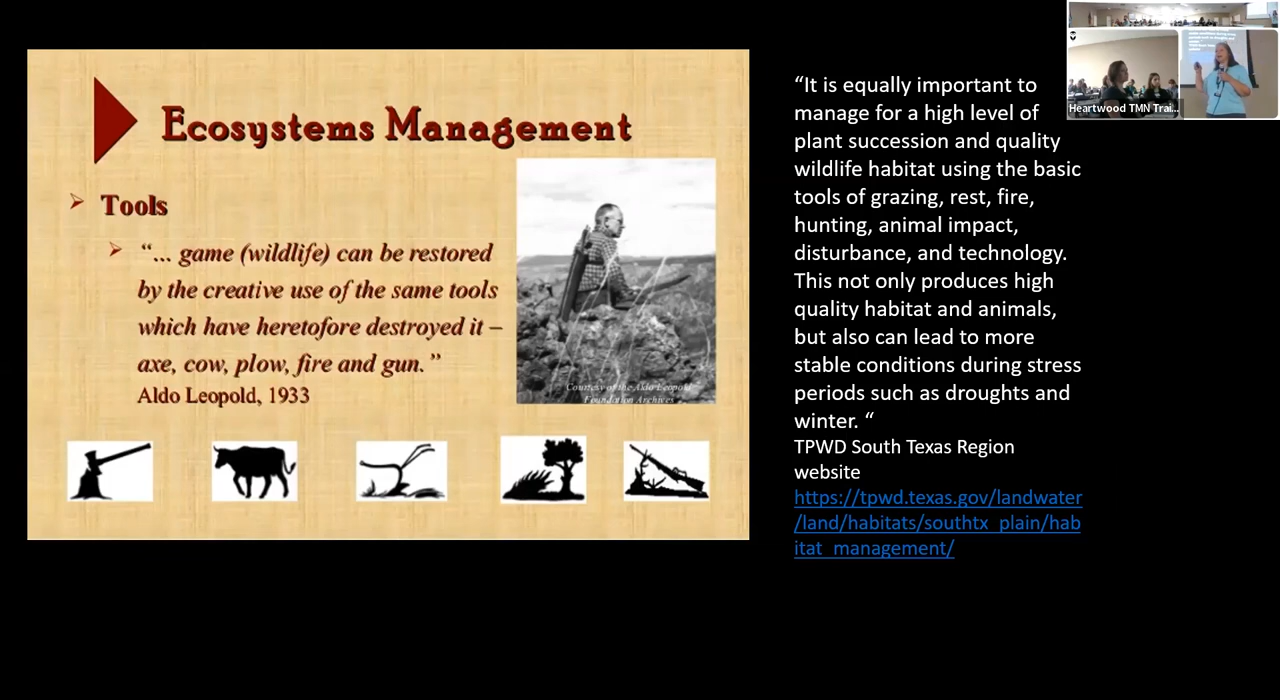 Ecosystems Management
Tools
“... game (wildlife) can be restored
by the creative use of the same tools
which have heretofore destroyed it –
axe, cow, plow, fire and gun.”
Aldo Leopold, 1933
Courtesy of the Aldo Leopold
Foundation Archives
“It is equally important to
manage for a high level of
plant succession and quality
wildlife habitat using the basic
tools of grazing, rest, fire,
hunting, animal impact,
disturbance, and technology.
This not only produces high
quality habitat and animals,
but also can lead to more
stable conditions during stress
periods such as droughts and
winter. “
TPWD South Texas Region
website
https://tpwd.texas.gov/landwater
/land/habitats/southtx_plain/hab
itat_management/
Heartwood TMN Trai...